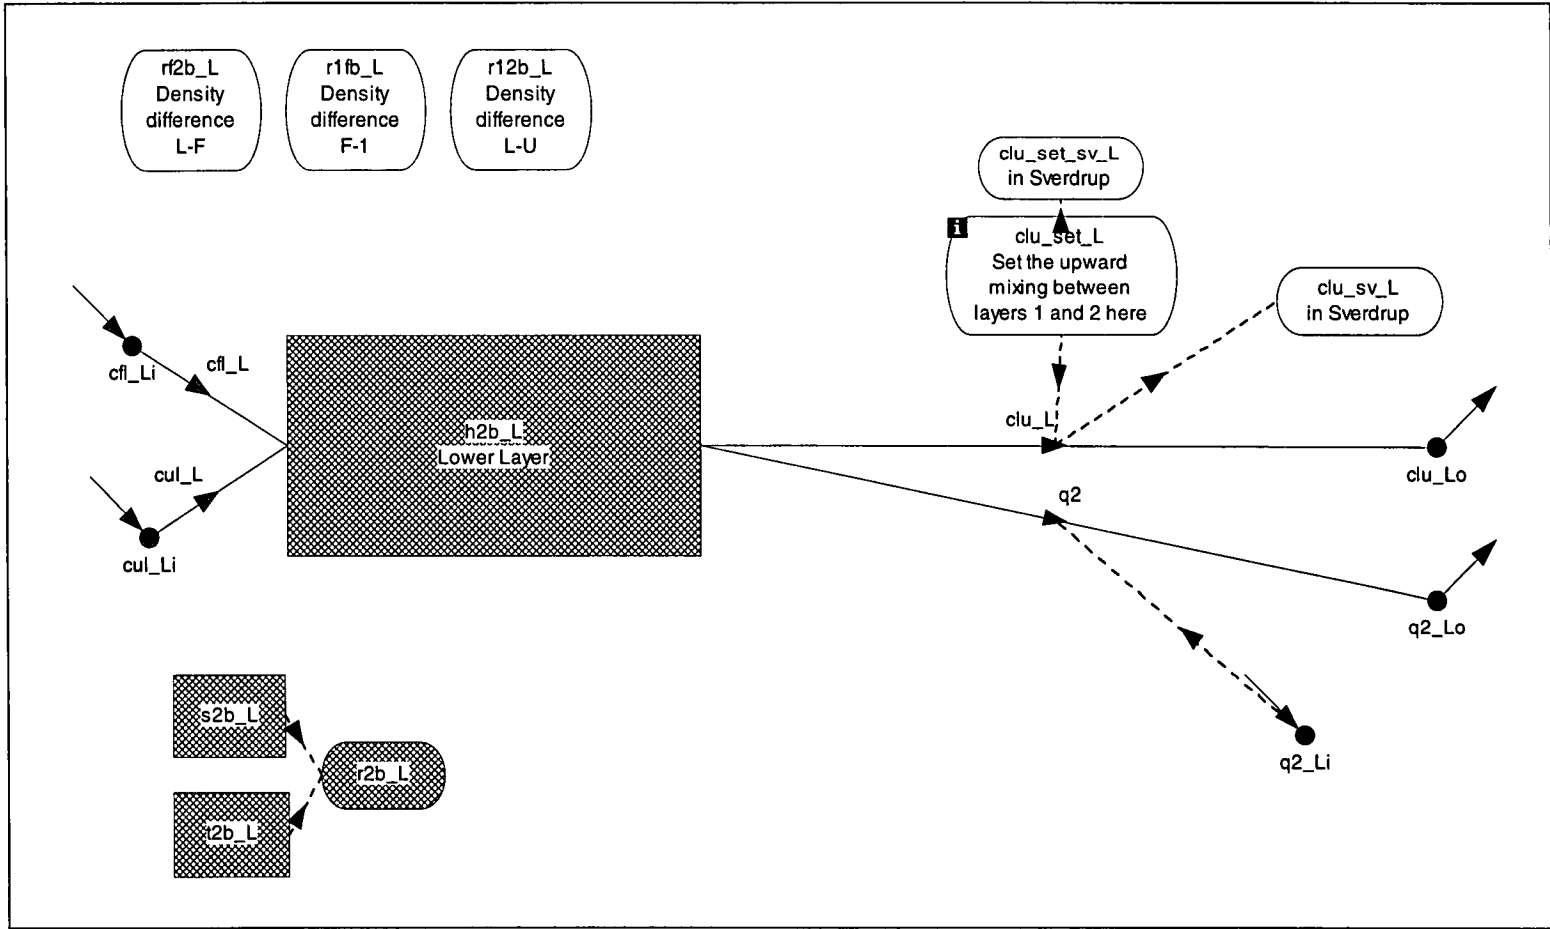 rf2b_L
Density
difference
L-F
r1fb_L
Density
difference
F-1
r12b_L
Density
difference
L-U
clu_set_sv_L
in Sverdrup
i
clu_set_L
Set the upward
mixing between
layers 1 and 2 here
clu_sv_L
in Sverdrup
cfl_Li
cfl_L
cul_L
cul_Li
h2b_L
Lower Layer
clu_L
clu_Lo
q2
q2_Lo
q2_Li
s2b_L
r2b_L
t2b_L